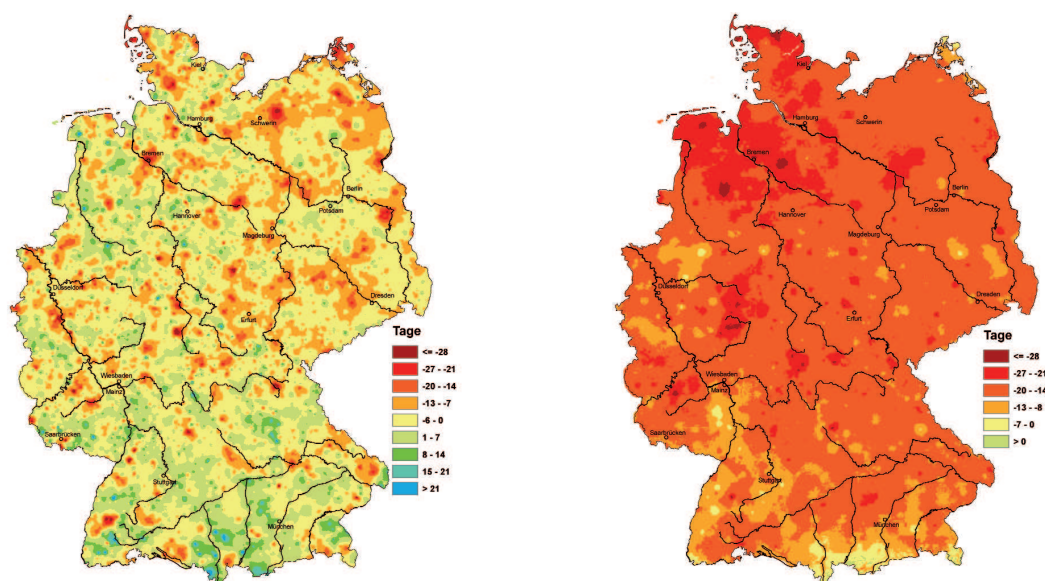 Kiel
Hamburg
Schwerin
Bremen
Berlin
Potsdam
Hannover
Magdeburg
Düsseldorf
Dresden
Erfurt
Wiesbaden
Mainz
Saarbrücken
Stuttgart
München
Tage
<= -28
-27 - -21
-20 - -14
-13 - -7
-6 - 0
1 - 7
8 - 14
15 - 21
> 21
Kiel
Hamburg
Schwerin
Bremen
Berlin
Potsdam
Hannover
Magdeburg
Düsseldorf
Dresden
Erfurt
Wiesbaden
Mainz
Saarbrücken
Stuttgart
München
Tage
<= -28
-27 - -21
-20 - -14
-13 - -8
-7 - 0
> 0